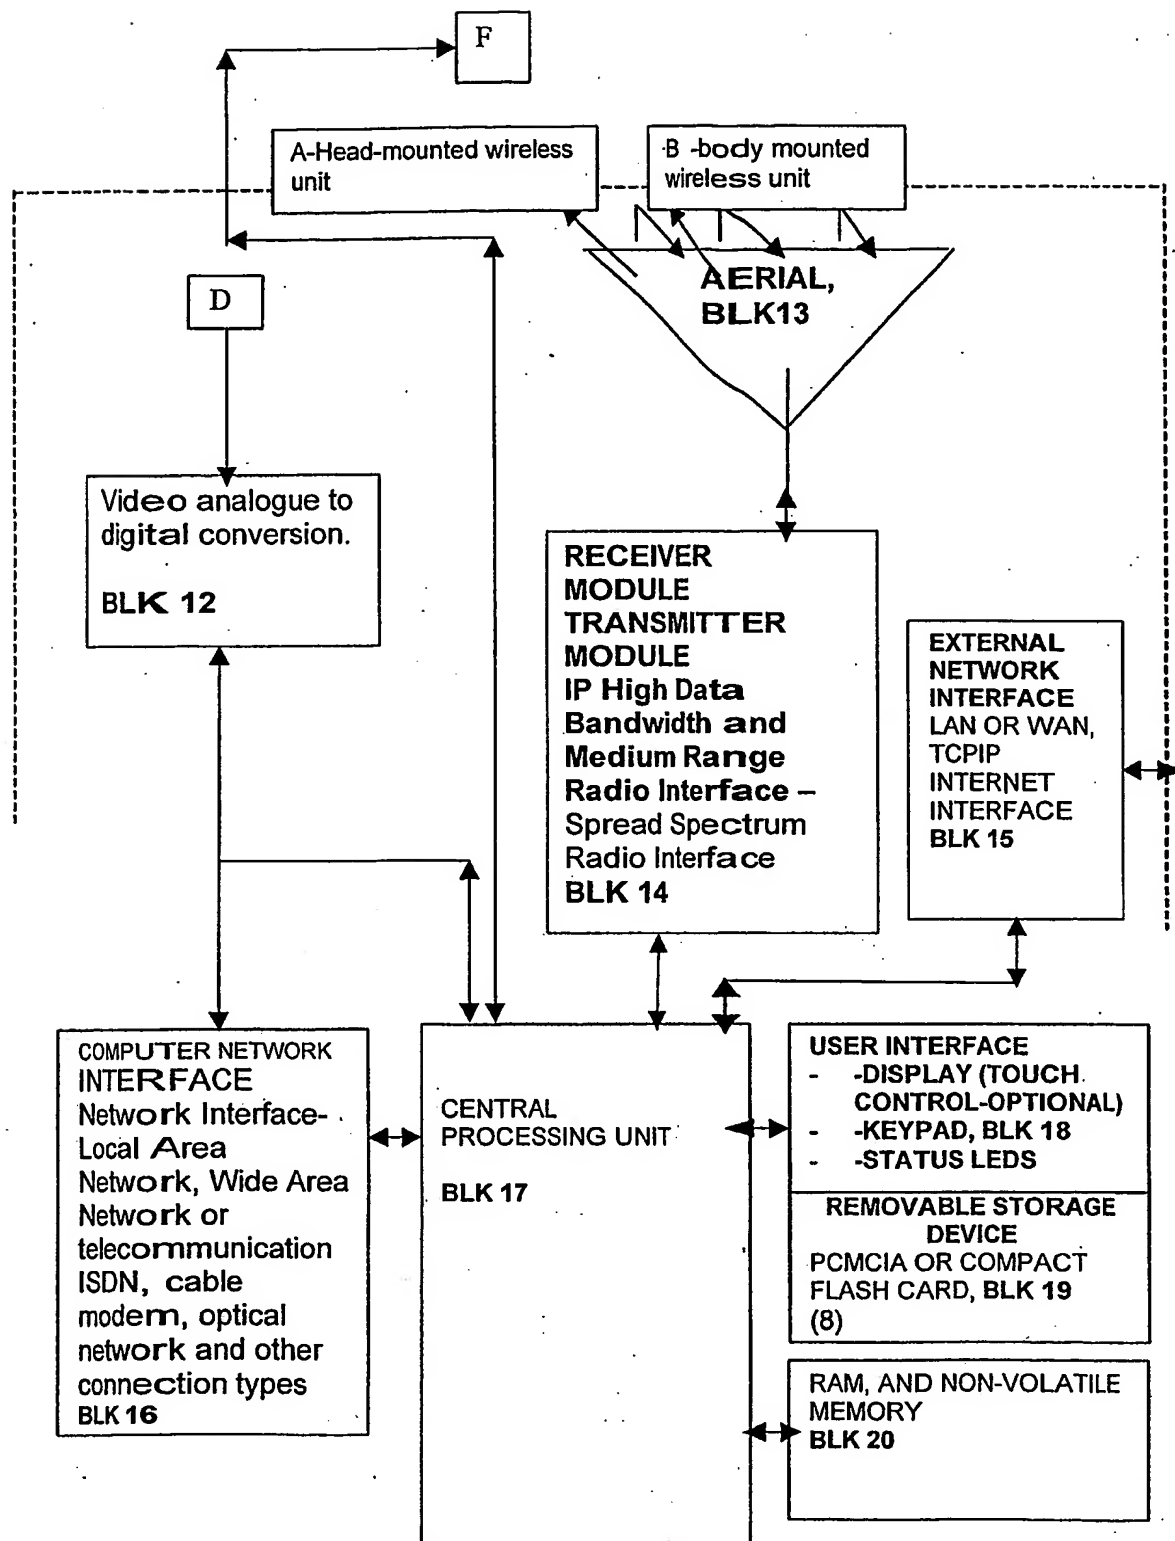 F
A-Head-mounted wireless
unit
B -body mounted
wireless unit
AERIAL,
BLK13
D
Video analogue to
digital conversion.
BLK 12
RECEIVER
MODULE
TRANSMITTER
MODULE
IP High Data
Bandwidth and
Medium Range
Radio Interface –
Spread Spectrum
Radio Interface
BLK 14
EXTERNAL
NETWORK
INTERFACE
LAN OR WAN,
TCPIP
INTERNET
INTERFACE
BLK 15
COMPUTER NETWORK
INTERFACE
Network Interface-
Local Area
Network, Wide Area
Network or
telecommunication
ISDN, cable
modem, optical
network and other
connection types
BLK 16
CENTRAL
PROCESSING UNIT
BLK 17
USER INTERFACE
- -DISPLAY (TOUCH
CONTROL-OPTIONAL)
- -KEYPAD, BLK 18
- -STATUS LEDS
REMOVABLE STORAGE
DEVICE
PCMCIA OR COMPACT
FLASH CARD, BLK 19
(8)
RAM, AND NON-VOLATILE
MEMORY
BLK 20